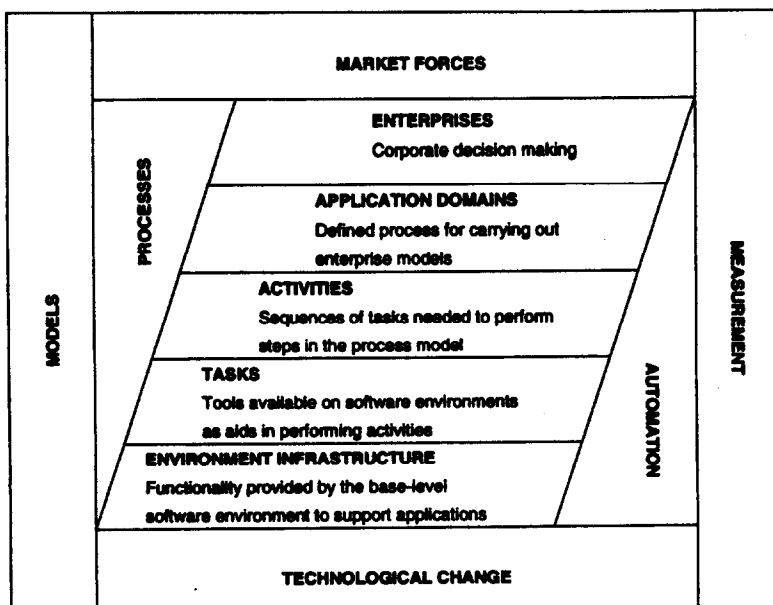 MARKET FORCES
MODELS
PROCESSES
ENTERPRISES
Corporate decision making
APPLICATION DOMAINS
Defined process for carrying out
enterprise models
ACTIVITIES
Sequences of tasks needed to perform
steps in the process model
TASKS
Tools available on software environments
as aids in performing activities
ENVIRONMENT INFRASTRUCTURE
Functionality provided by the base-level
software environment to support applications
AUTOMATION
MEASUREMENT
TECHNOLOGICAL CHANGE